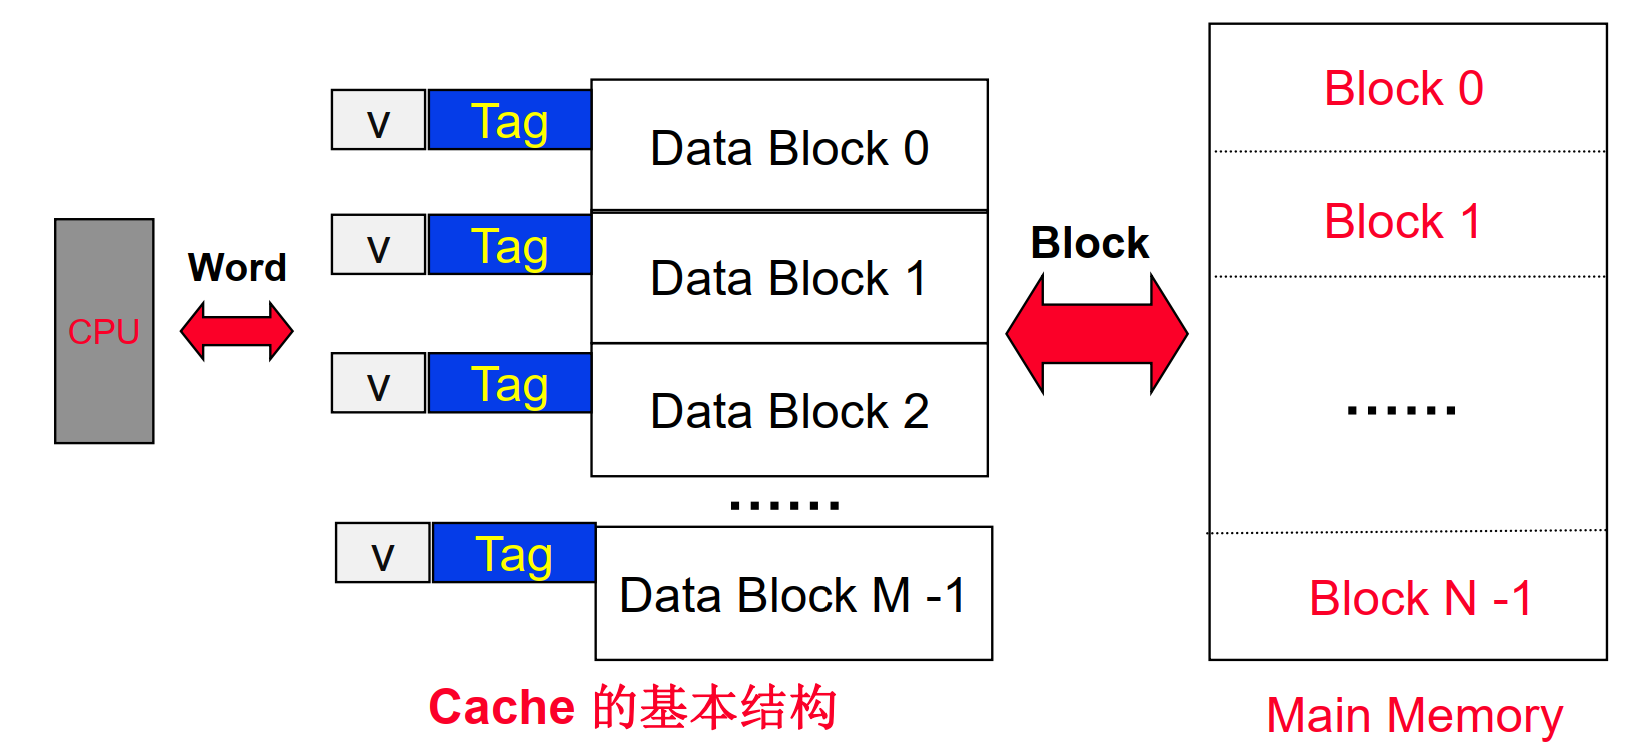 CPU
Word
v Tag Data Block 0
v Tag Data Block 1
v Tag Data Block 2
......
v Tag Data Block M -1
Cache 的基本结构
Block
Block 0
Block 1
......
Block N -1
Main Memory